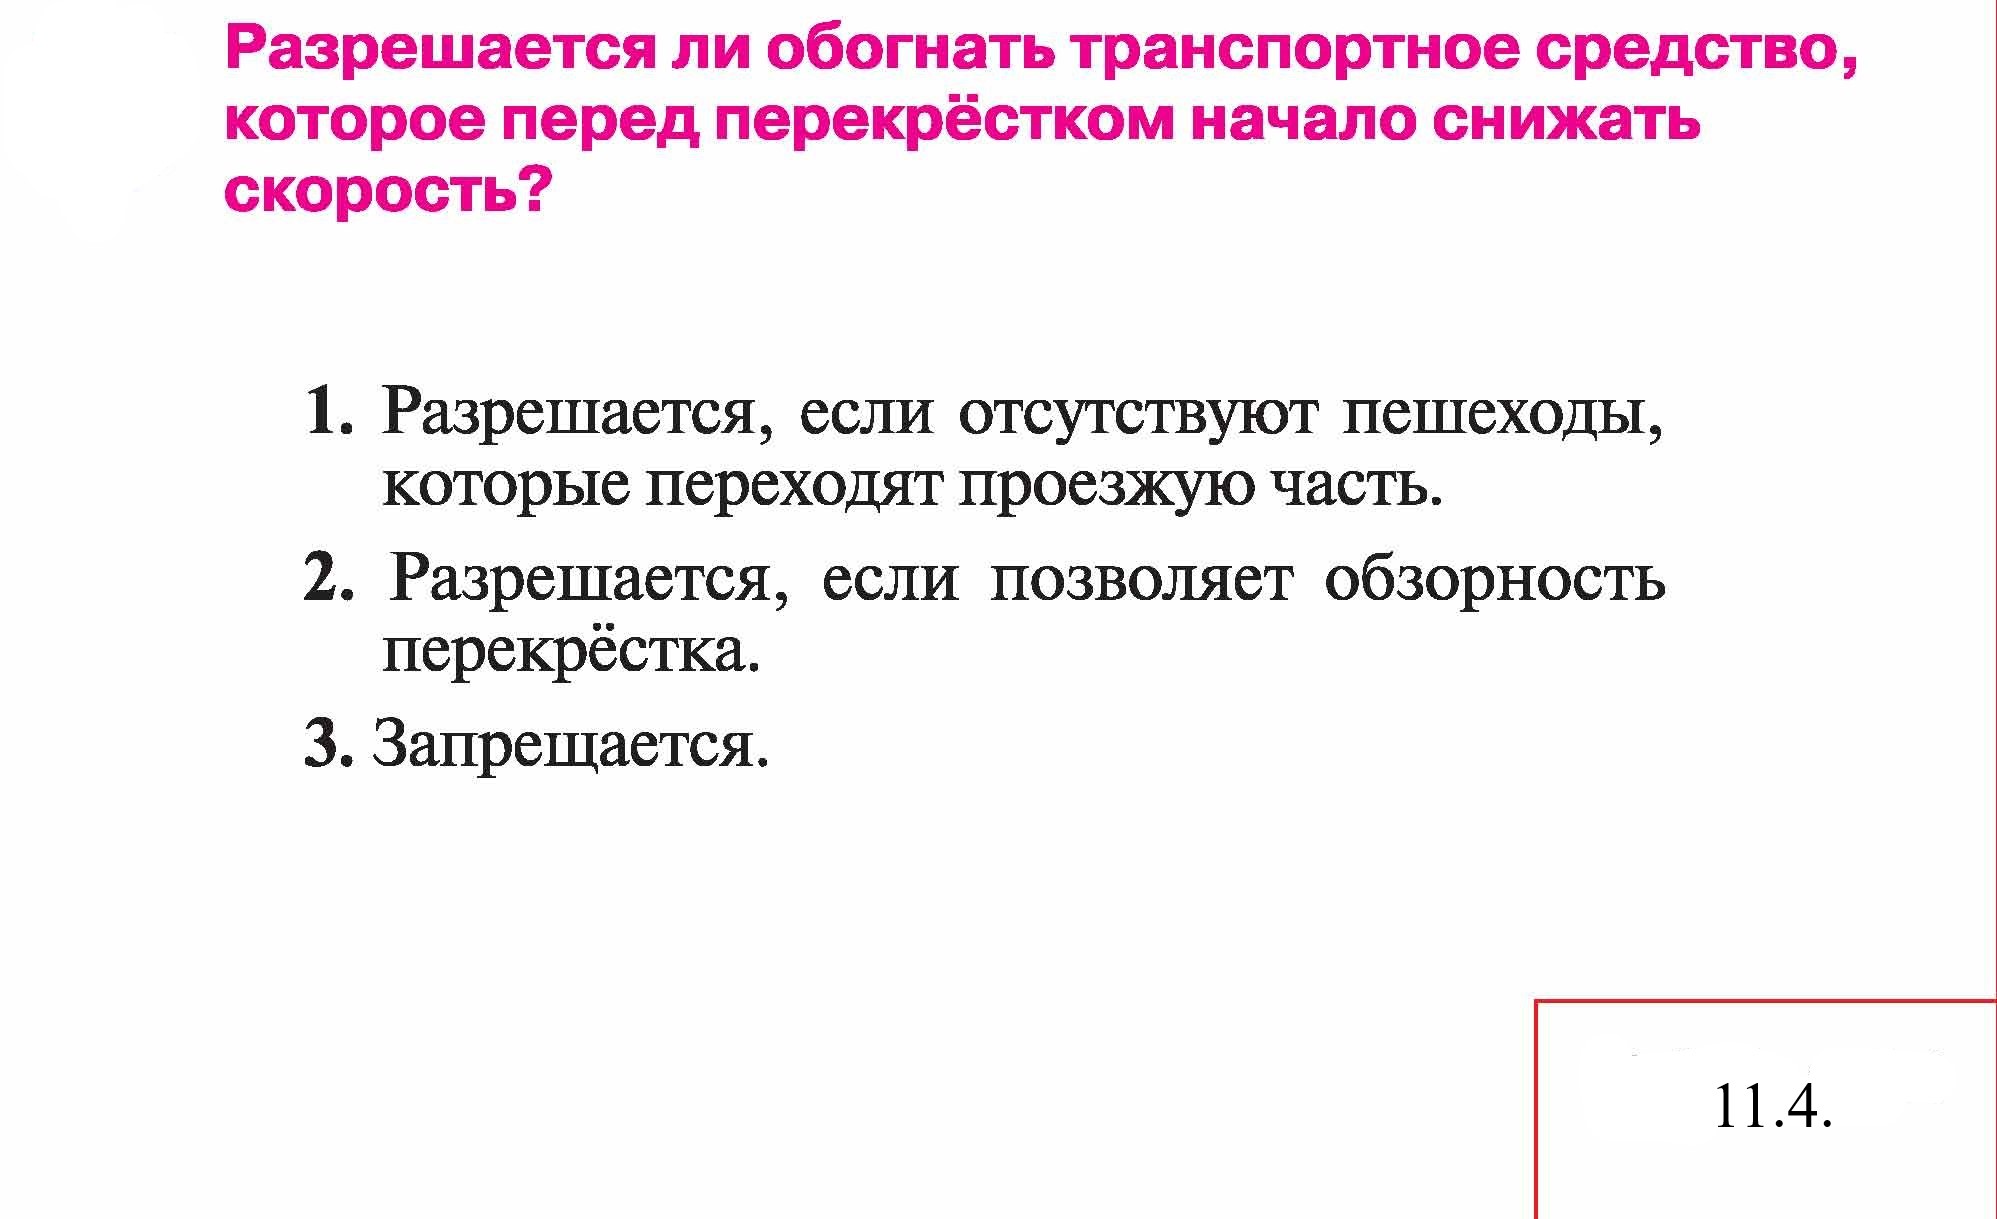 Разрешается ли обогнать транспортное средство,
которое перед перекрёстком начало снижать
скорость?
1. Разрешается, если отсутствуют пешеходы,
которые переходят проезжую часть.
2. Разрешается, если позволяет обзорность
перекрёстка.
3. Запрещается.
11.4.